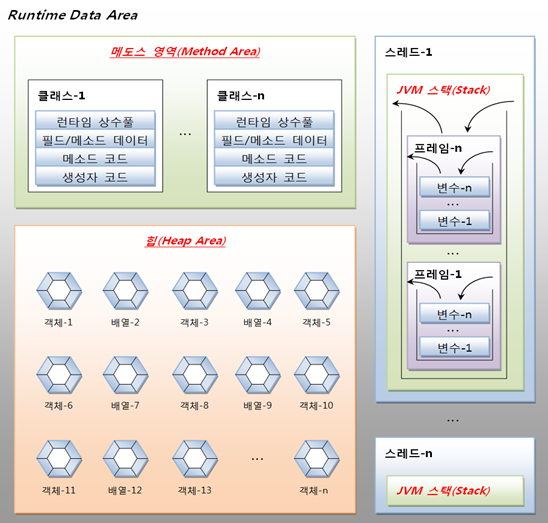 Runtime Data Area
메도스 영역(Method Area)
클래스-1
런타임 상수풀
필드/메소드 데이터
메소드 코드
생성자 코드
...
클래스-n
런타임 상수풀
필드/메소드 데이터
메소드 코드
생성자 코드
힙(Heap Area)
객체-1 배열-2 객체-3 배열-4 객체-5
객체-6 배열-7 객체-8 배열-9 객체-10
...
객체-11 배열-12 객체-13 객체-n
스레드-1
JVM 스택(Stack)
프레임-n
변수-n
...
변수-1
...
프레임-1
변수-n
...
변수-1
...
스레드-n
JVM 스택(Stack)